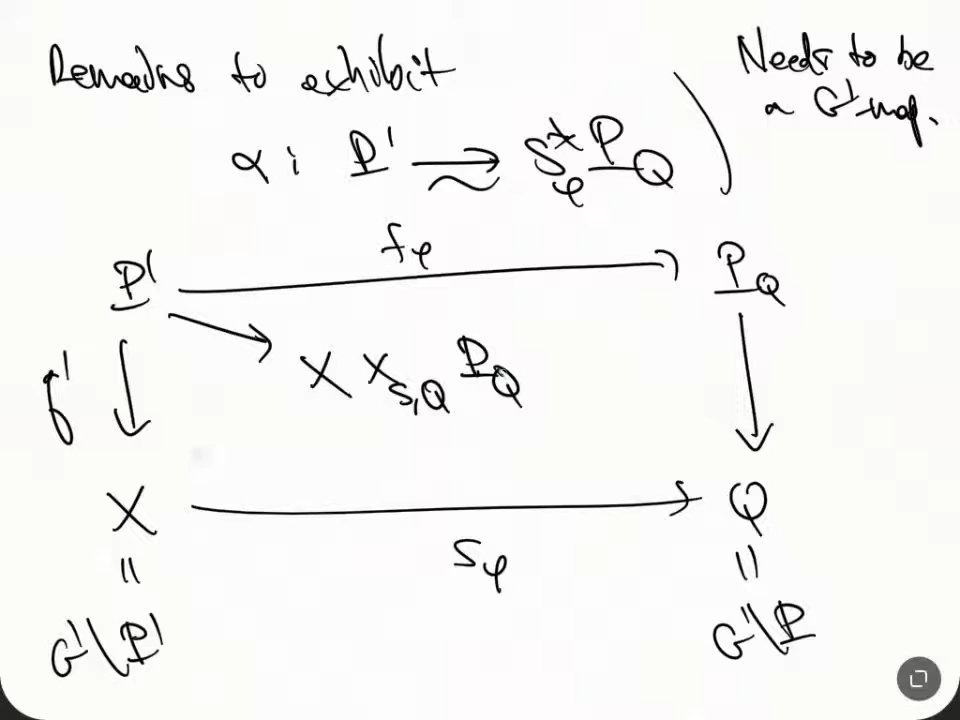 Remains to exhibit
Needs to be
a G' map.
α : P' → S_φ^* P_Q
P' f_φ P_Q
f' X ×_{S,Q} P_Q
X S_φ Q
= =
G'\P' G'\P